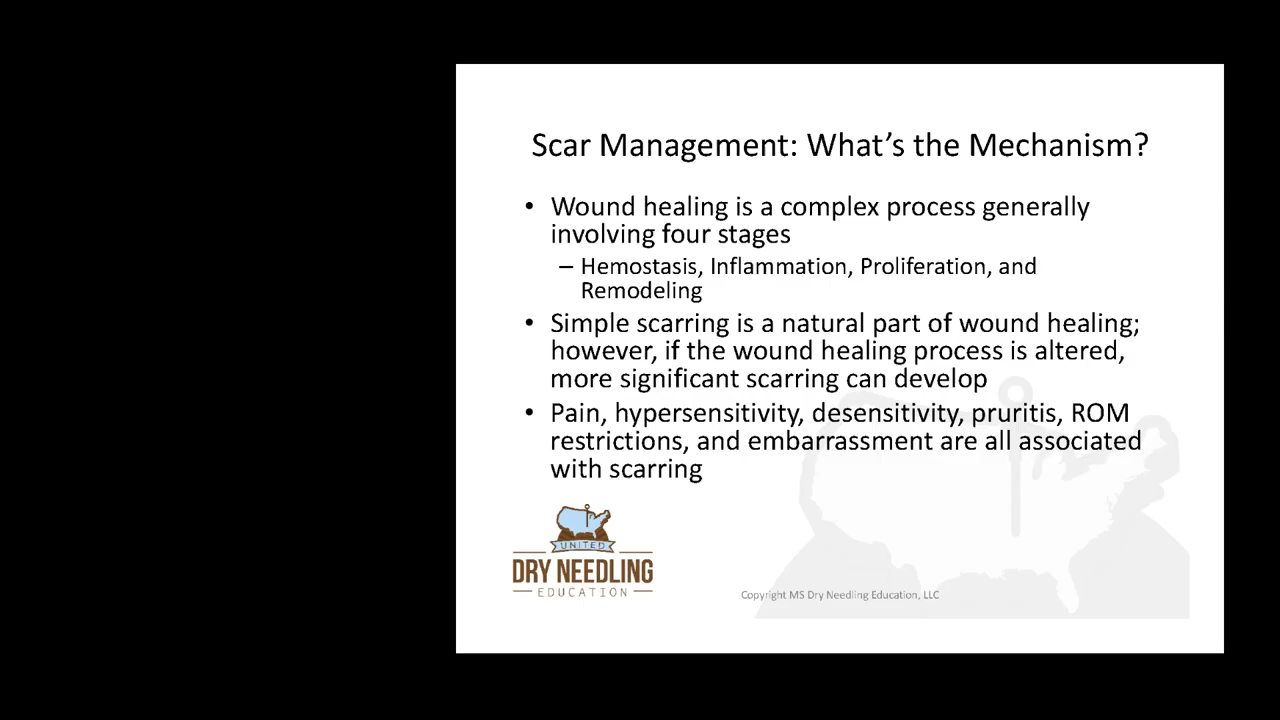 Scar Management: What’s the Mechanism?
• Wound healing is a complex process generally
involving four stages
– Hemostasis, Inflammation, Proliferation, and
Remodeling
• Simple scarring is a natural part of wound healing;
however, if the wound healing process is altered,
more significant scarring can develop
• Pain, hypersensitivity, desensitivity, pruritis, ROM
restrictions, and embarrassment are all associated
with scarring
UNITED
DRY NEEDLING
EDUCATION
Copyright MS Dry Needling Education, LLC